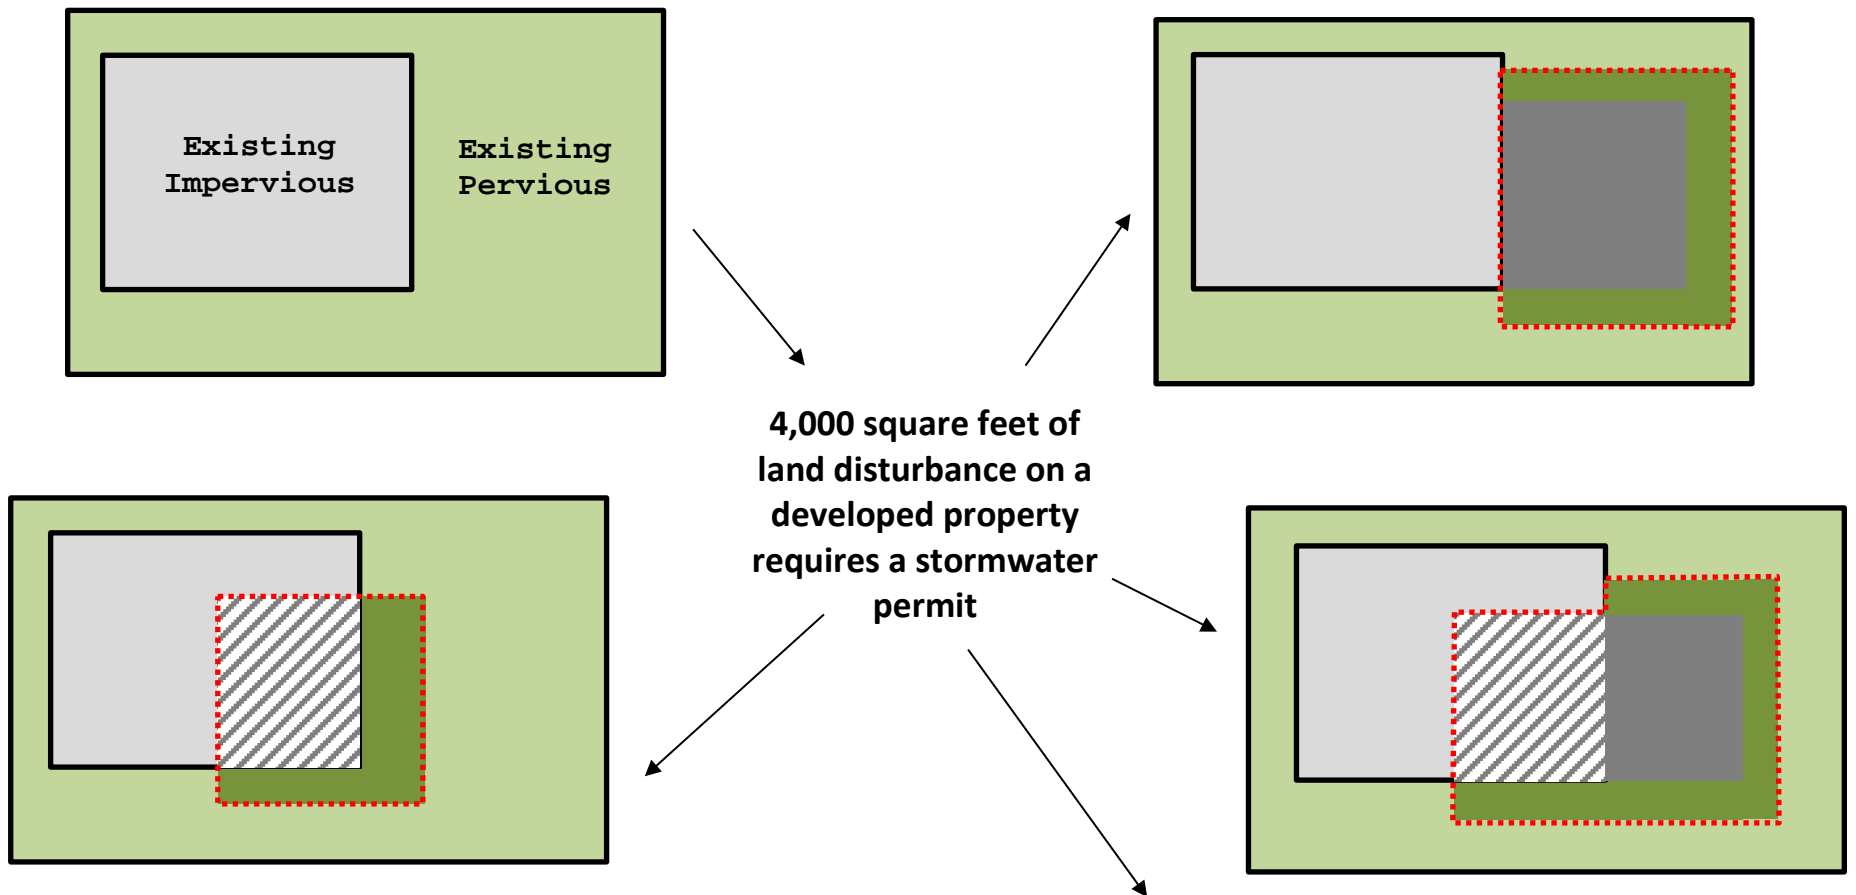 Existing
Impervious
Existing
Pervious
4,000 square feet of
land disturbance on a
developed property
requires a stormwater
permit